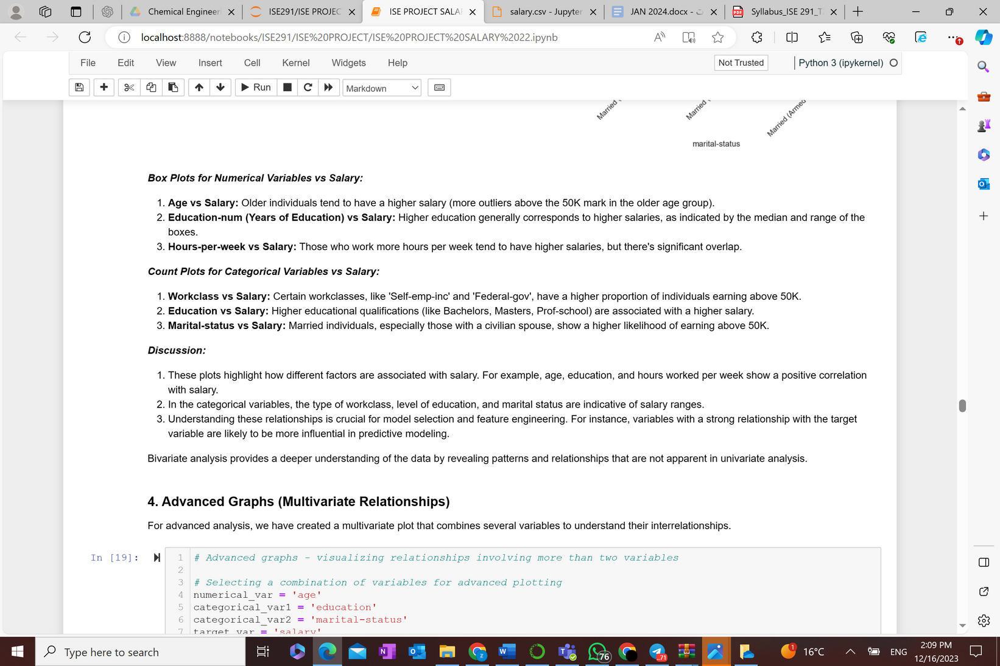 Chemical Engineer
ISE291/ISE PROJEC
ISE PROJECT SALA
salary.csv - Jupyter
JAN 2024.docx -
PDF
Syllabus_ISE 291_T
localhost:8888/notebooks/ISE291/ISE%20PROJECT/ISE%20PROJECT%20SALARY%2022.ipynb
File Edit View Insert Cell Kernel Widgets Help
Not Trusted
Python 3 (ipykernel)
Run
Markdown
Married
Married
Married (Armed
marital-status
Box Plots for Numerical Variables vs Salary:
1. Age vs Salary: Older individuals tend to have a higher salary (more outliers above the 50K mark in the older age group).
2. Education-num (Years of Education) vs Salary: Higher education generally corresponds to higher salaries, as indicated by the median and range of the
boxes.
3. Hours-per-week vs Salary: Those who work more hours per week tend to have higher salaries, but there's significant overlap.
Count Plots for Categorical Variables vs Salary:
1. Workclass vs Salary: Certain workclasses, like 'Self-emp-inc' and 'Federal-gov', have a higher proportion of individuals earning above 50K.
2. Education vs Salary: Higher educational qualifications (like Bachelors, Masters, Prof-school) are associated with a higher salary.
3. Marital-status vs Salary: Married individuals, especially those with a civilian spouse, show a higher likelihood of earning above 50K.
Discussion:
1. These plots highlight how different factors are associated with salary. For example, age, education, and hours worked per week show a positive correlation
with salary.
2. In the categorical variables, the type of workclass, level of education, and marital status are indicative of salary ranges.
3. Understanding these relationships is crucial for model selection and feature engineering. For instance, variables with a strong relationship with the target
variable are likely to be more influential in predictive modeling.
Bivariate analysis provides a deeper understanding of the data by revealing patterns and relationships that are not apparent in univariate analysis.
4. Advanced Graphs (Multivariate Relationships)
For advanced analysis, we have created a multivariate plot that combines several variables to understand their interrelationships.
In [19]:
1 # Advanced graphs - visualizing relationships involving more than two variables
2
3 # Selecting a combination of variables for advanced plotting
4 numerical_var = 'age'
5 categorical_var1 = 'education'
6 categorical_var2 = 'marital-status'
7 target_var = 'salary'
Type here to search
76
71
1
16°C
ENG
2:09 PM
12/16/2023